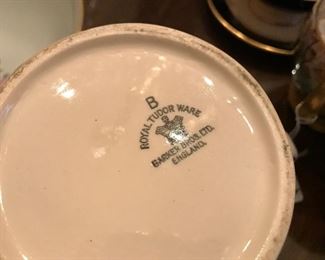 B
ROYAL TUDOR WARE
BARKER BROS. LTD.
ENGLAND.